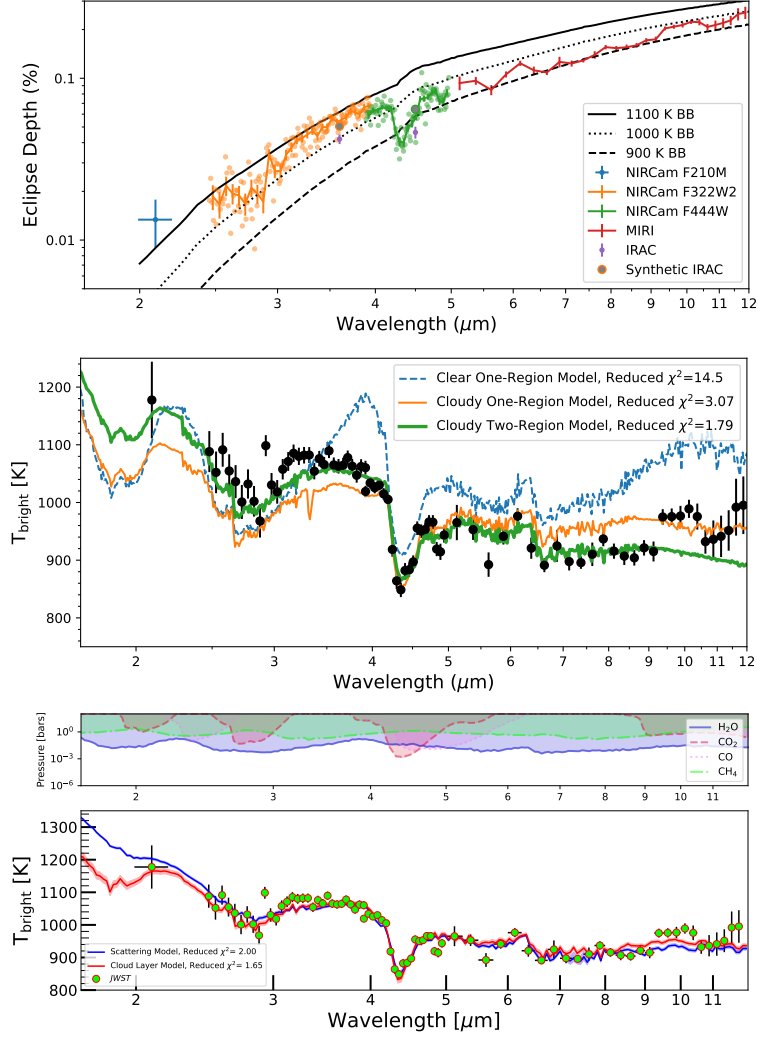 Eclipse Depth (%)
0.1
0.01
1100 K BB
1000 K BB
900 K BB
NIRCam F210M
NIRCam F322W2
NIRCam F444W
MIRI
IRAC
Synthetic IRAC
2 3 4 5 6 7 8 9 10 11 12
Wavelength (μm)
T_bright [K]
1200
1100
1000
900
800
Clear One-Region Model, Reduced χ²=14.5
Cloudy One-Region Model, Reduced χ²=3.07
Cloudy Two-Region Model, Reduced χ²=1.79
2 3 4 5 6 7 8 9 10 11 12
Wavelength (μm)
Pressure [bars]
10⁰
10⁻³
10⁻⁶
H₂O
CO₂
CO
CH₄
2 3 4 5 6 7 8 9 10 11
T_bright [K]
1300
1200
1100
1000
900
800
Scattering Model, Reduced χ²= 2.00
Cloud Layer Model, Reduced χ²= 1.65
JWST
2 3 4 5 6 7 8 9 10 11
Wavelength [μm]